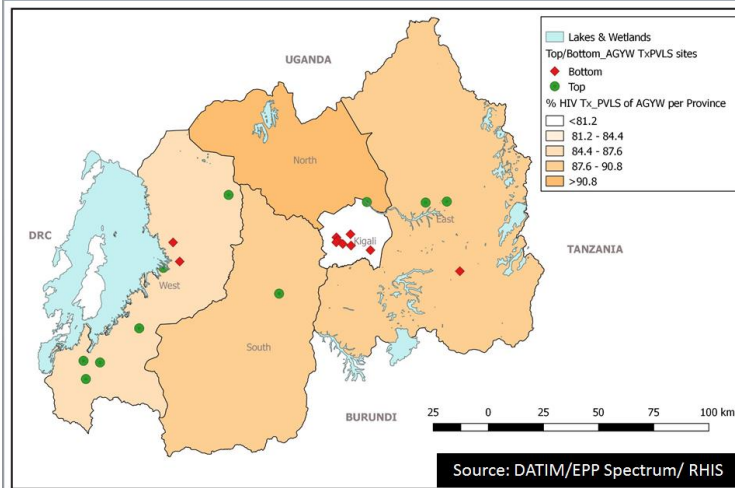 UGANDA
North
DRC
West
Kigali
East
TANZANIA
South
BURUNDI
Lakes & Wetlands
Top/Bottom_AGYW TxPVLS sites
Bottom
Top
% HIV Tx_PVLS of AGYW per Province
<81.2
81.2 - 84.4
84.4 - 87.6
87.6 - 90.8
>90.8
25 0 25 50 75 100 km
Source: DATIM/EPP Spectrum/ RHIS